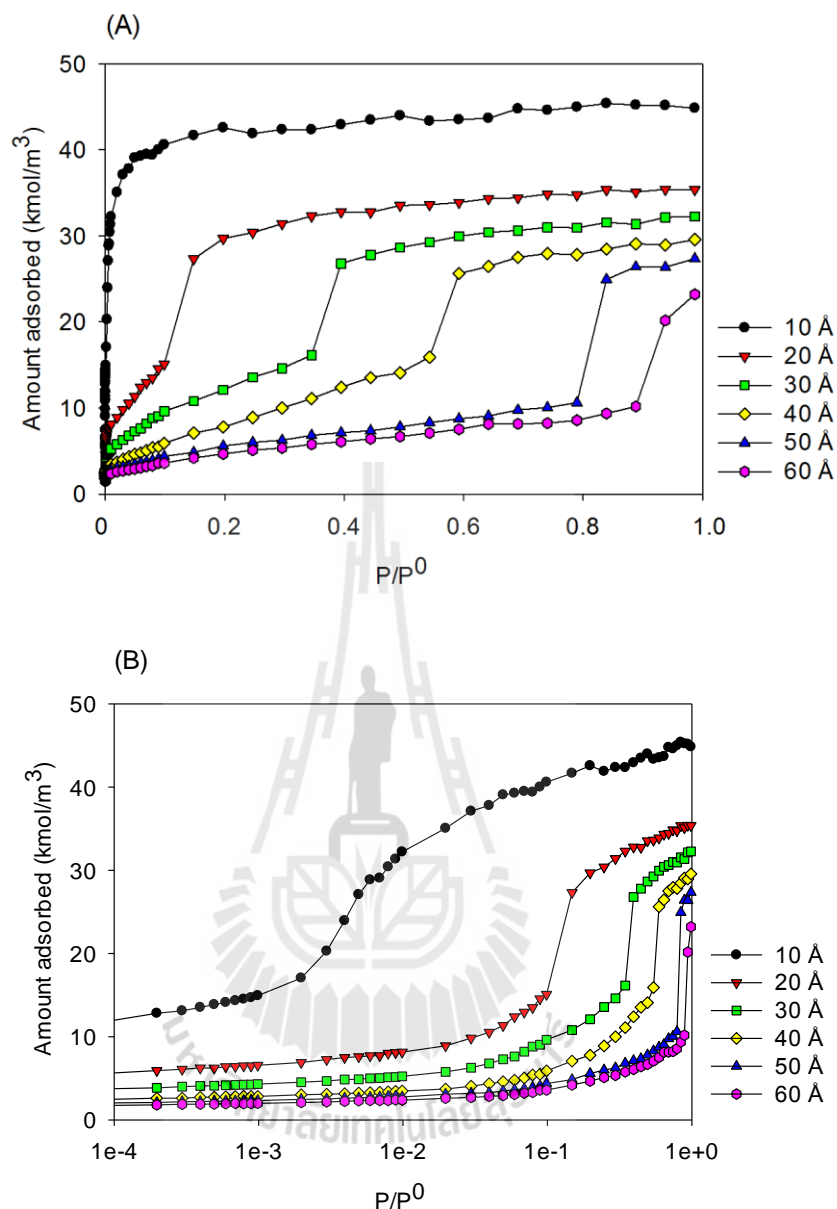 (A)
Amount adsorbed (kmol/m³)
50
40
30
20
10
0
0 0.2 0.4 0.6 0.8 1.0
P/P⁰
10 Å
20 Å
30 Å
40 Å
50 Å
60 Å
(B)
Amount adsorbed (kmol/m³)
50
40
30
20
10
0
1e-4 1e-3 1e-2 1e-1 1e+0
P/P⁰
10 Å
20 Å
30 Å
40 Å
50 Å
60 Å